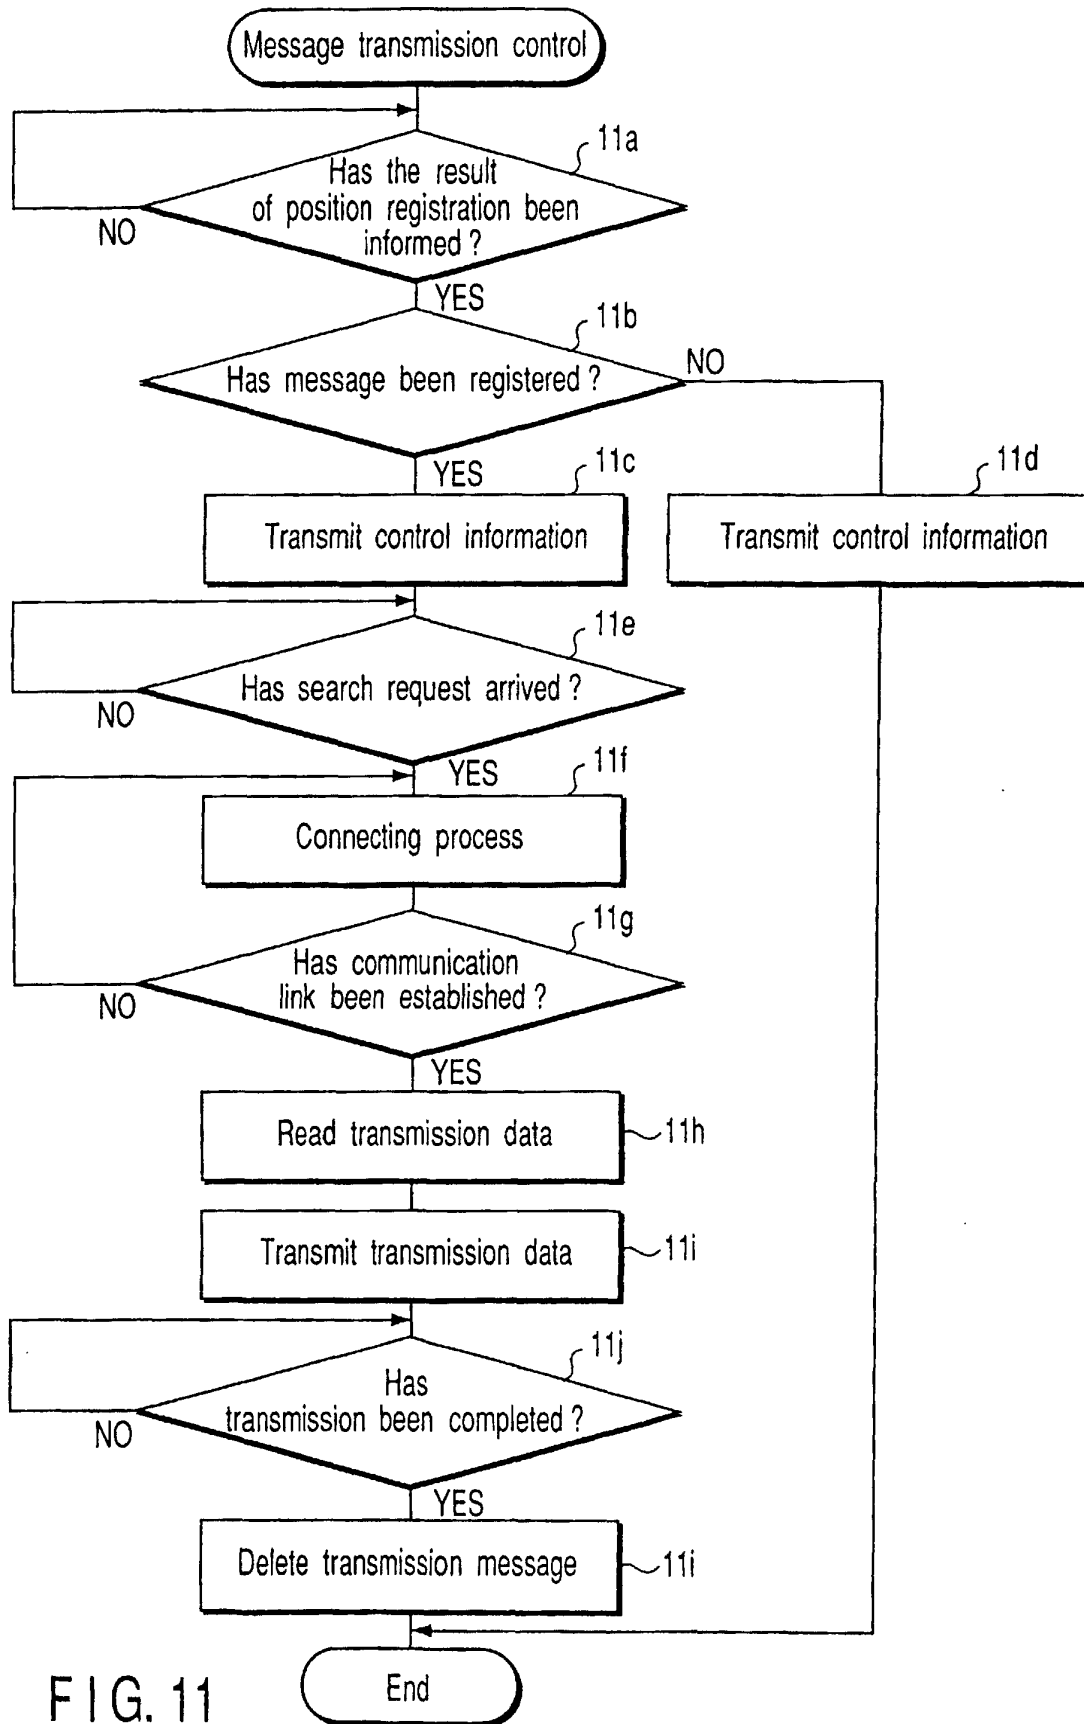 Message transmission control
11a
Has the result
of position registration been
informed ?
NO
YES
11b
Has message been registered ?
NO
YES
11c
Transmit control information
11d
Transmit control information
11e
Has search request arrived ?
NO
YES
11f
Connecting process
11g
Has communication
link been established ?
NO
YES
Read transmission data
11h
Transmit transmission data
11i
11j
Has
transmission been completed ?
NO
YES
Delete transmission message
11i
End
FIG. 11